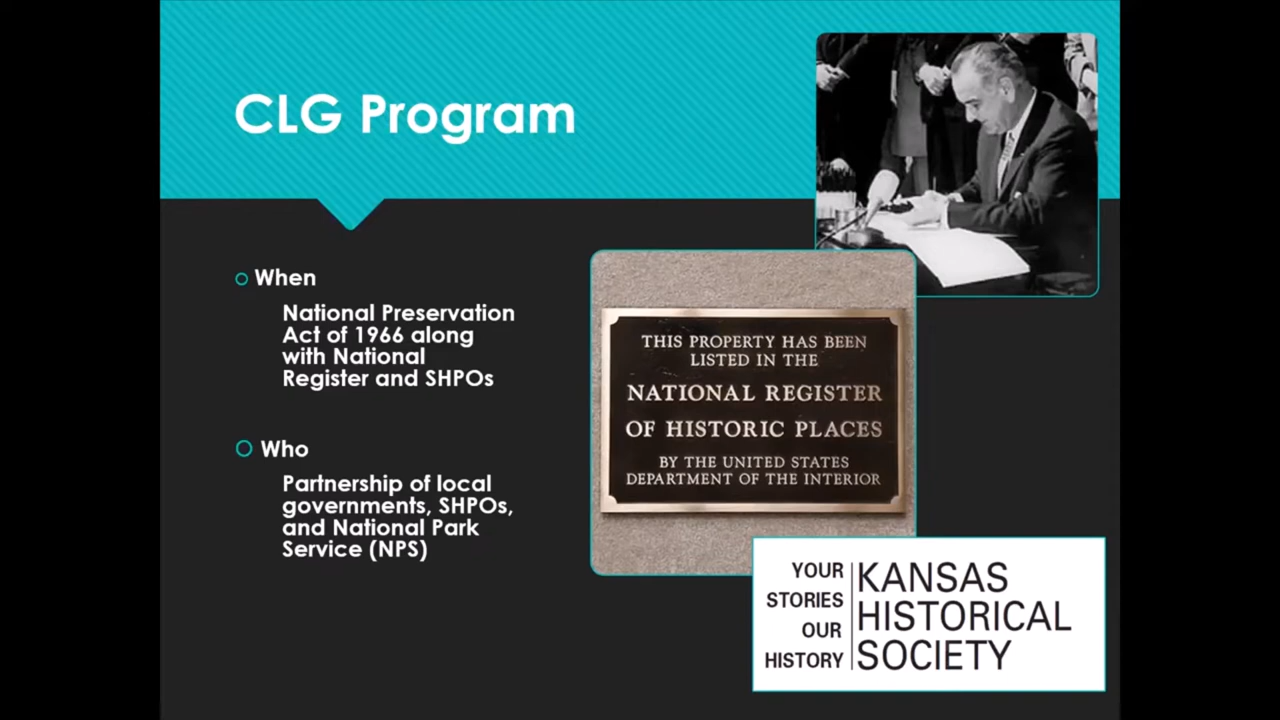 CLG Program
When
National Preservation
Act of 1966 along
with National
Register and SHPOs
Who
Partnership of local
governments, SHPOs,
and National Park
Service (NPS)
THIS PROPERTY HAS BEEN
LISTED IN THE
NATIONAL REGISTER
OF HISTORIC PLACES
BY THE UNITED STATES
DEPARTMENT OF THE INTERIOR
YOUR
STORIES
OUR
HISTORY
KANSAS
HISTORICAL
SOCIETY